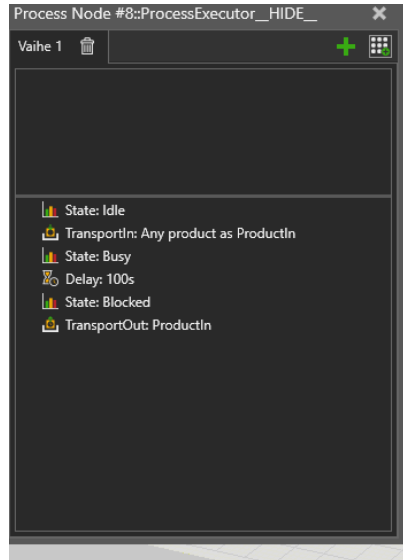 Process Node #8::ProcessExecutor__HIDE__
Vaihe 1
State: Idle
TransportIn: Any product as ProductIn
State: Busy
Delay: 100s
State: Blocked
TransportOut: ProductIn